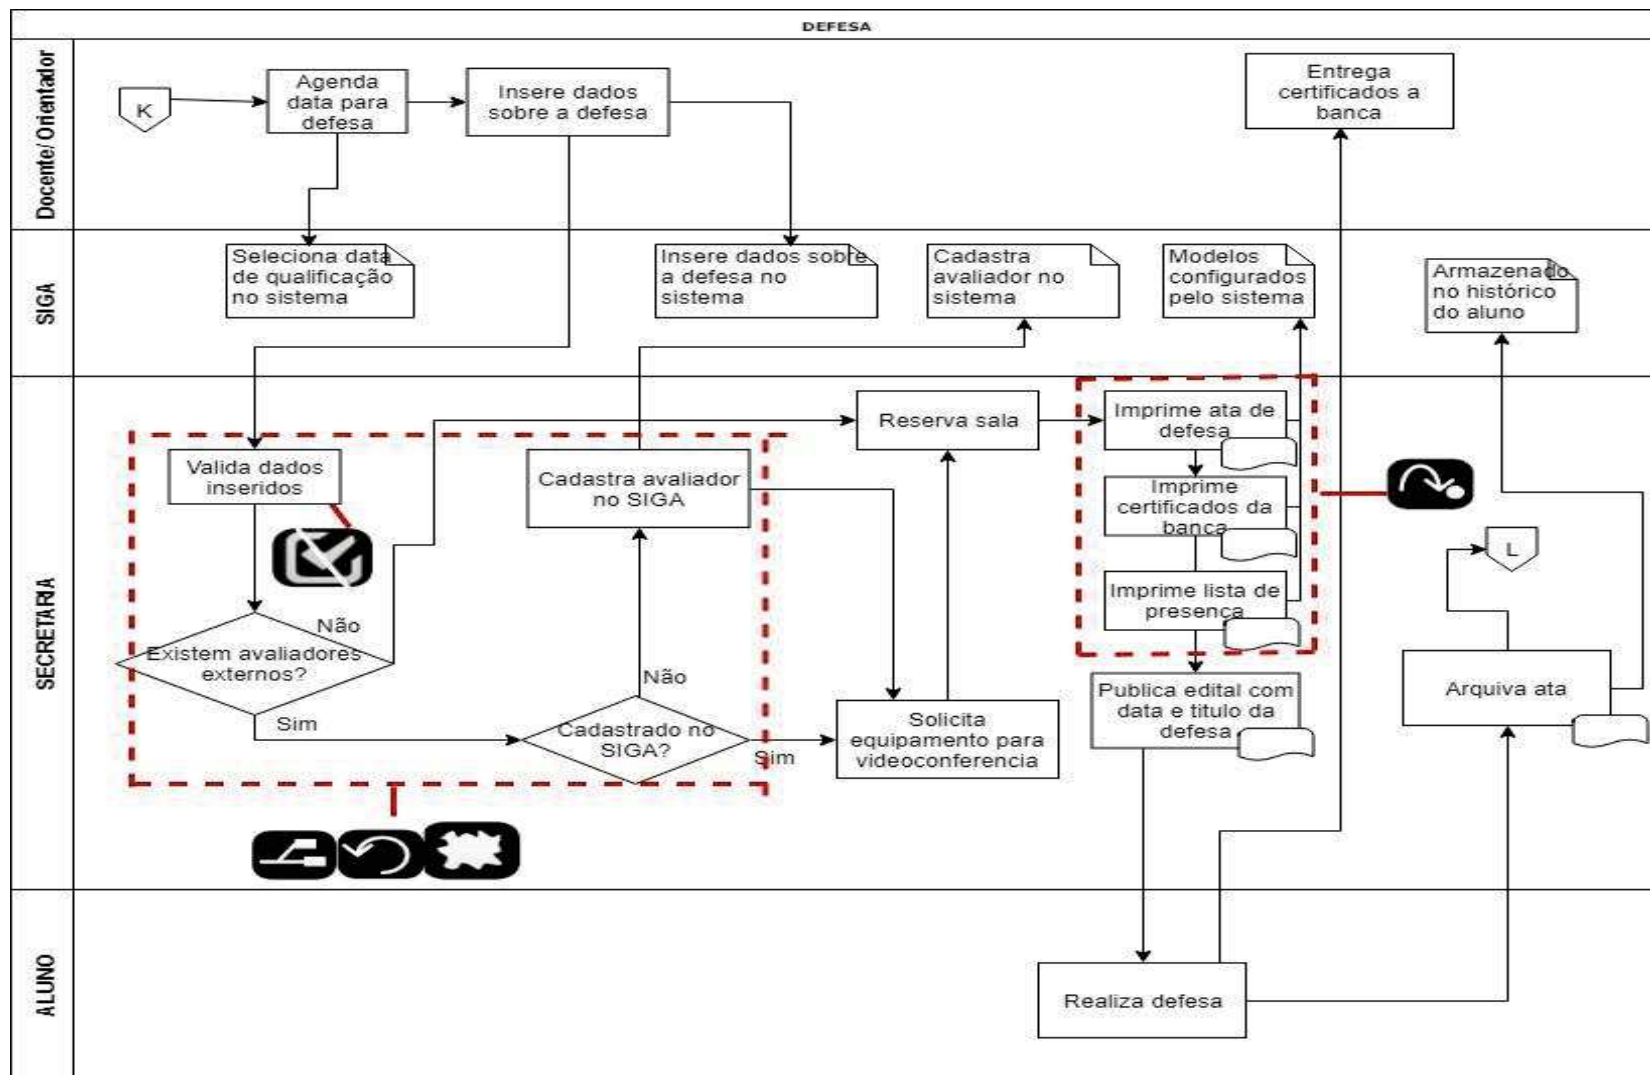 DEFESA
Docente/ Orientador
K
Agenda
data para
defesa
Insere dados
sobre a defesa
Entrega
certificados a
banca
SIGA
Seleciona data
de qualificação
no sistema
Insere dados sobre
a defesa no
sistema
Cadastra
avaliador no
sistema
Modelos
configurados
pelo sistema
Armazenado
no histórico
do aluno
SECRETARIA
Valida dados
inseridos
Cadastra avaliador
no SIGA
Reserva sala
Imprime ata de
defesa
Imprime
certificados da
banca
Imprime lista de
presença
L
Não
Existem avaliadores
externos?
Sim
Não
Cadastrado no
SIGA?
Sim
Solicita
equipamento para
videoconferencia
Publica edital com
data e titulo da
defesa
Arquiva ata
ALUNO
Realiza defesa